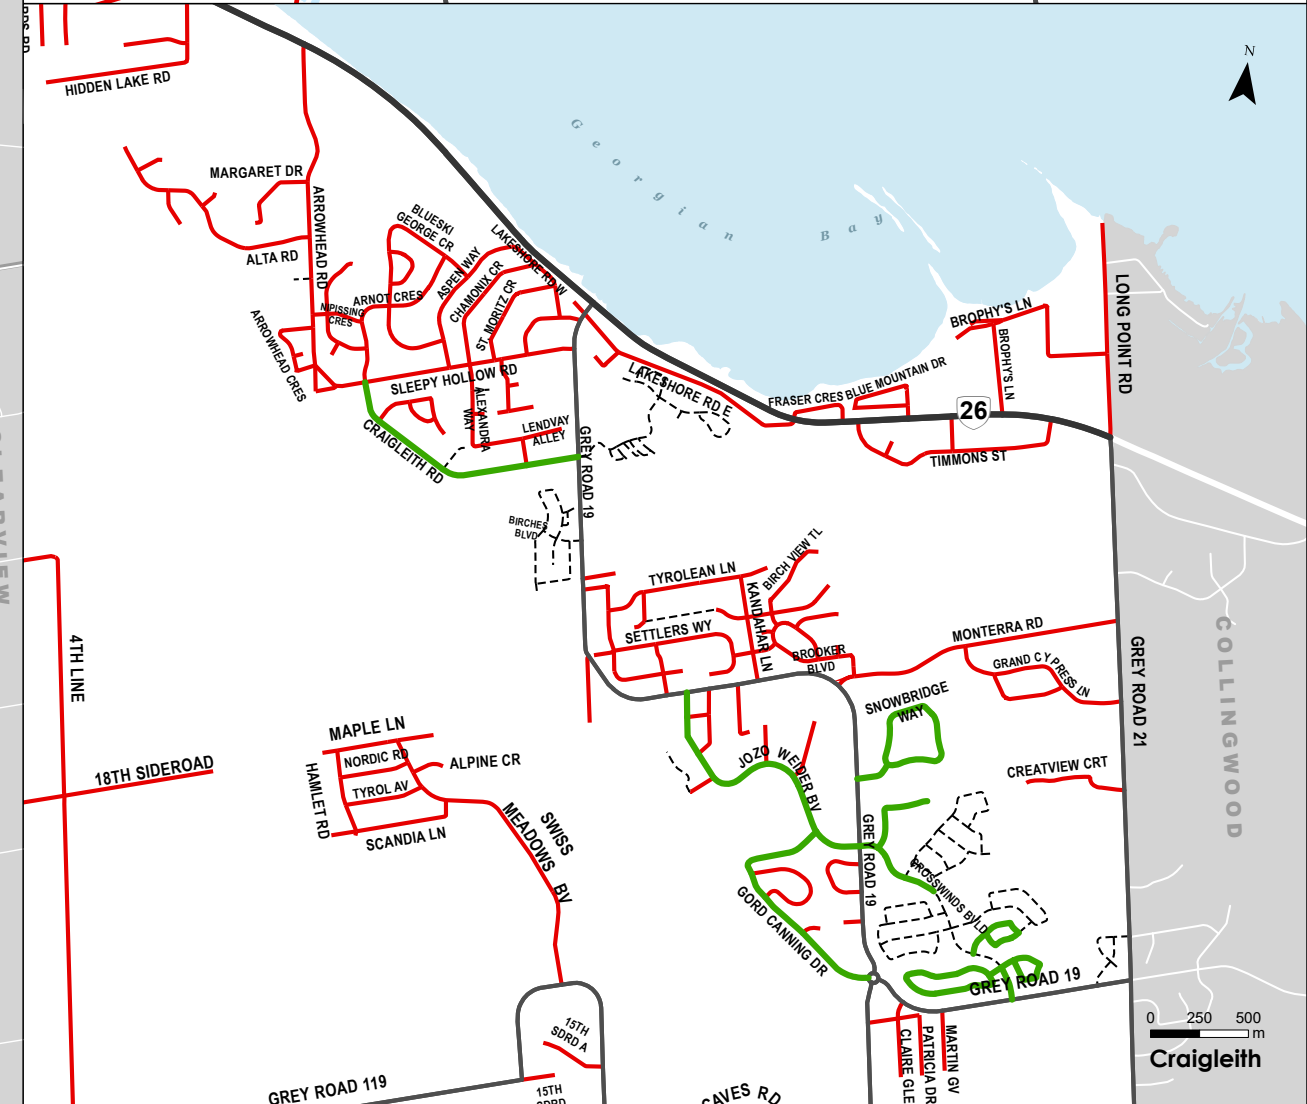 N
HIDDEN LAKE RD
MARGARET DR
ARROWHEAD RD
ALTA RD
BLUESKI
GEORGE CR
LAKESHORE RD W
ASPEN WAY
CHAMONIX CR
ST. MORITZ CR
ARNOT CRES
NIPISSING
CRES
ARROWHEAD CRES
SLEEPY HOLLOW RD
ALEXANDRA
WAY
LENDVAY
ALLEY
CRAIGLEITH RD
GREY ROAD 19
LAKESHORE RD E
Georgian Bay
FRASER CRES
BLUE MOUNTAIN DR
BROPHY'S LN
BROPHY'S LN
LONG POINT RD
26
TIMMONS ST
BIRCHES
BLVD
TYROLEAN LN
BIRCH VIEW TL
KANDAHAR LN
SETTLERS WY
BROOKER
BLVD
MONTERRA RD
GRAND CYPRESS LN
GREY ROAD 21
COLLINGWOOD
4TH LINE
18TH SIDEROAD
MAPLE LN
NORDIC RD
ALPINE CR
TYROL AV
HAMLET RD
SCANDIA LN
SWISS
MEADOWS BV
SNOWBRIDGE
WAY
JOZO WEIDER BV
CREATVIEW CRT
GREY ROAD 19
CROSSWINDS BLVD
GORD CANNING DR
GREY ROAD 19
15TH
SDRD A
15TH
SDRD
GREY ROAD 119
CLAIRE GLE
PATRICIA DR
MARTIN GV
0 250 500
m
Craigleith